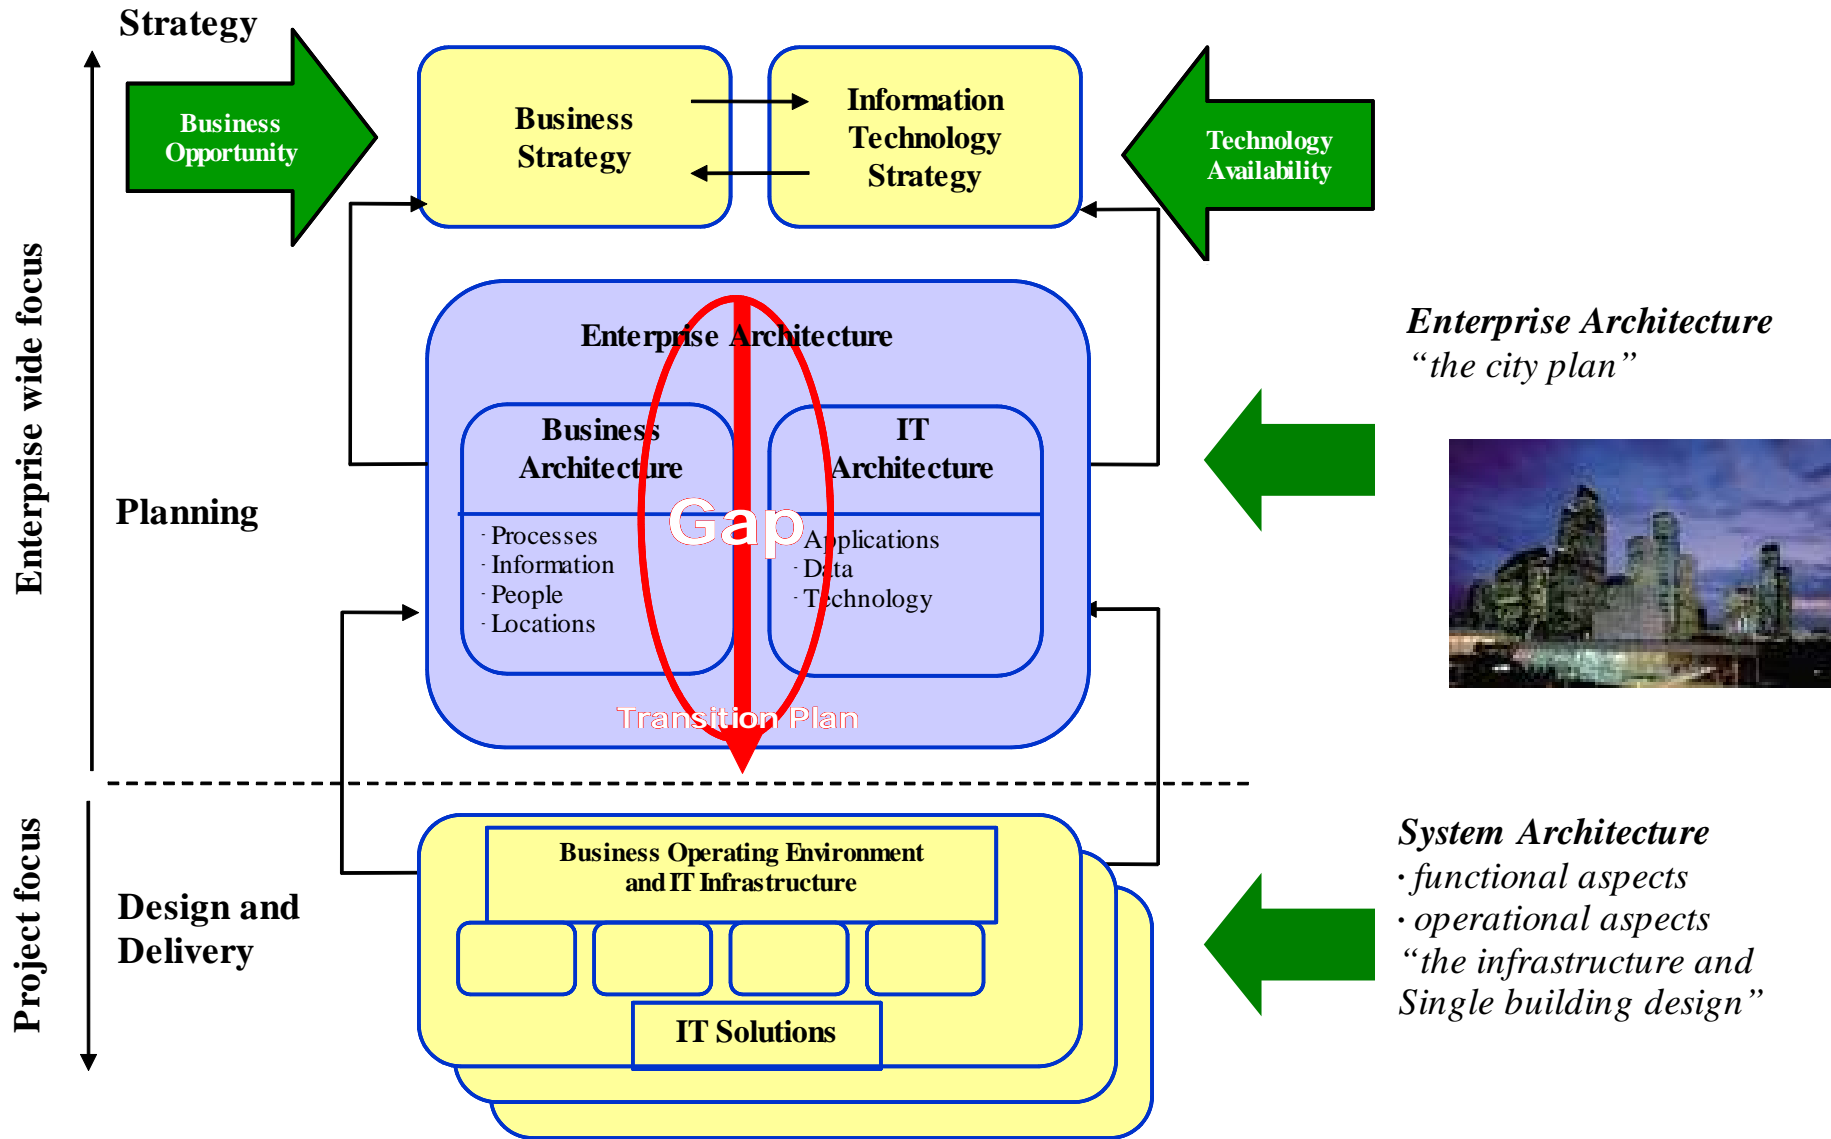 Strategy
Business
Opportunity
Business
Strategy
Information
Technology
Strategy
Technology
Availability
Enterprise wide focus
Planning
Enterprise Architecture
Business
Architecture
- Processes
- Information
- People
- Locations
IT
Architecture
Applications
- Data
- Technology
Gap
Transition Plan
Enterprise Architecture
“the city plan”
Project focus
Design and
Delivery
Business Operating Environment
and IT Infrastructure
IT Solutions
System Architecture
· functional aspects
· operational aspects
“the infrastructure and
Single building design”